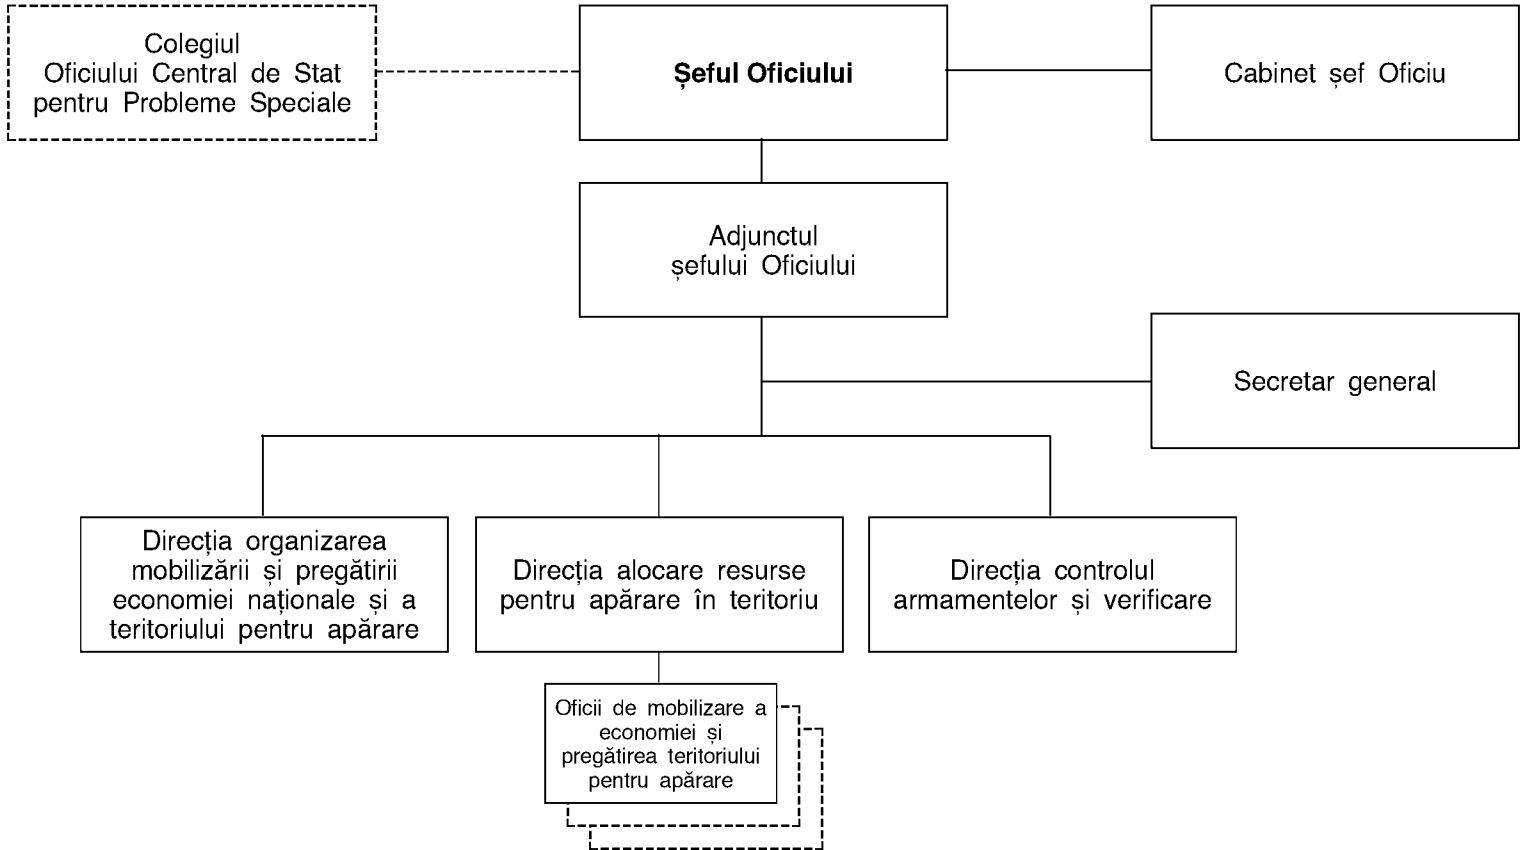 Colegiul
Oficiului Central de Stat
pentru Probleme Speciale
Șeful Oficiului
Cabinet șef Oficiu
Adjunctul
șefului Oficiului
Secretar general
Direcția organizarea
mobilizării și pregătirii
economiei naționale și a
teritoriului pentru apărare
Direcția alocare resurse
pentru apărare în teritoriu
Direcția controlul
armamentelor și verificare
Oficii de mobilizare a
economiei și
pregătirea teritoriului
pentru apărare